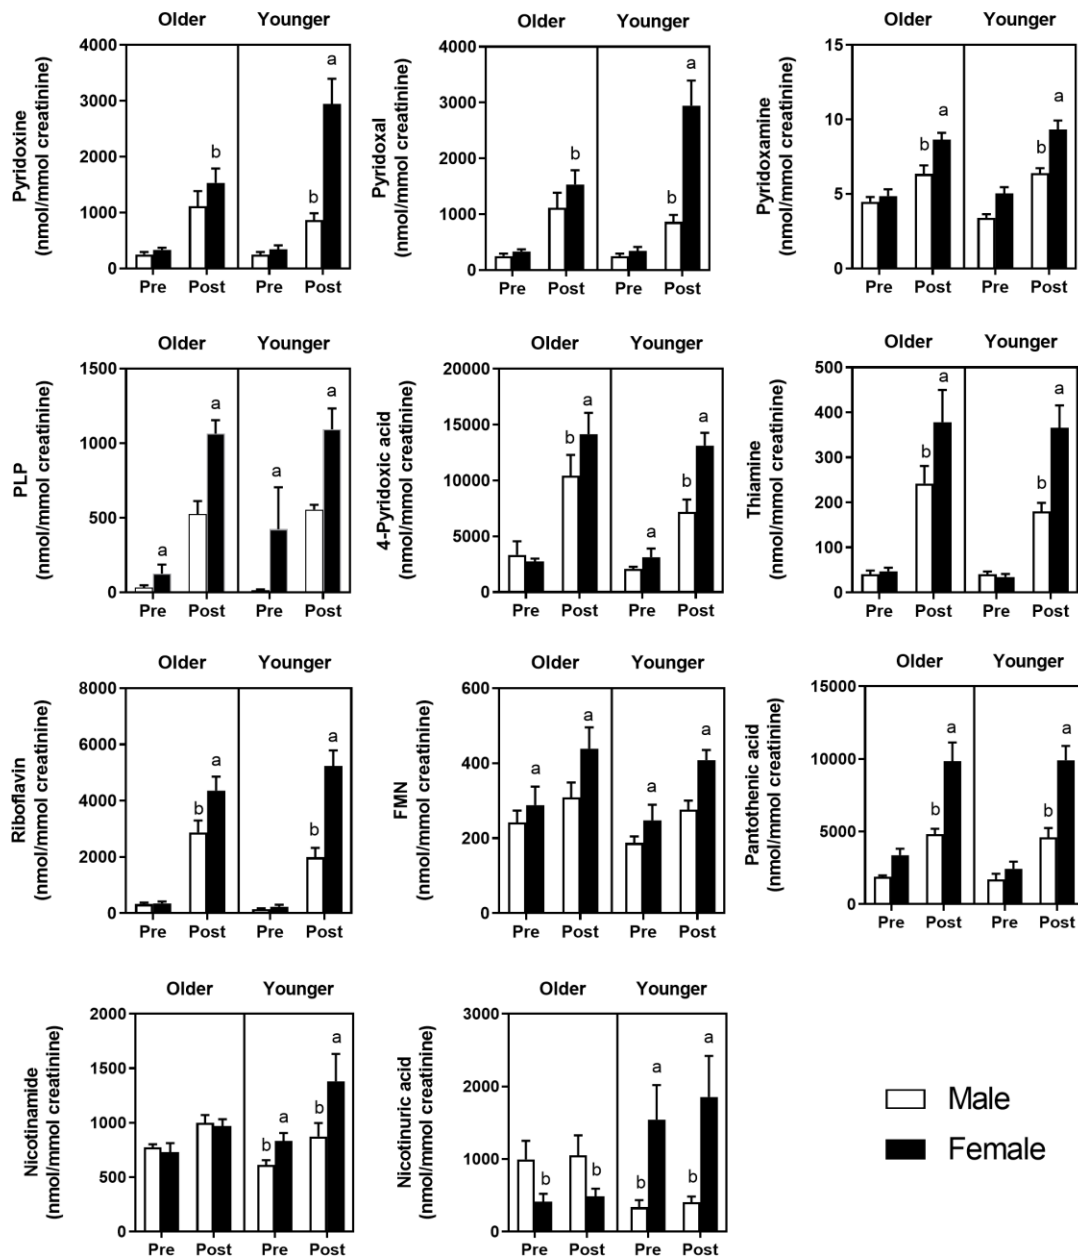 Older Younger
Pyridoxine
(nmol/mmol creatinine)
4000
3000
2000
1000
0
b
b
a
Pre Post Pre Post
Older Younger
Pyridoxal
(nmol/mmol creatinine)
4000
3000
2000
1000
0
b
b
a
Pre Post Pre Post
Older Younger
Pyridoxamine
(nmol/mmol creatinine)
15
10
5
0
b
a
b
a
Pre Post Pre Post
Older Younger
PLP
(nmol/mmol creatinine)
1500
1000
500
0
a
a
a
a
Pre Post Pre Post
Older Younger
4-Pyridoxic acid
(nmol/mmol creatinine)
20000
15000
10000
5000
0
b
a
a
b
a
Pre Post Pre Post
Older Younger
Thiamine
(nmol/mmol creatinine)
500
400
300
200
100
0
b
a
b
a
Pre Post Pre Post
Older Younger
Riboflavin
(nmol/mmol creatinine)
8000
6000
4000
2000
0
b
a
b
a
Pre Post Pre Post
Older Younger
FMN
(nmol/mmol creatinine)
600
400
200
0
a
a
a
a
Pre Post Pre Post
Older Younger
Pantothenic acid
(nmol/mmol creatinine)
15000
10000
5000
0
b
a
b
a
Pre Post Pre Post
Older Younger
Nicotinamide
(nmol/mmol creatinine)
2000
1500
1000
500
0
b
a
b
a
Pre Post Pre Post
Older Younger
Nicotinuric acid
(nmol/mmol creatinine)
3000
2000
1000
0
b
b
b
a
b
a
Pre Post Pre Post
Male
Female